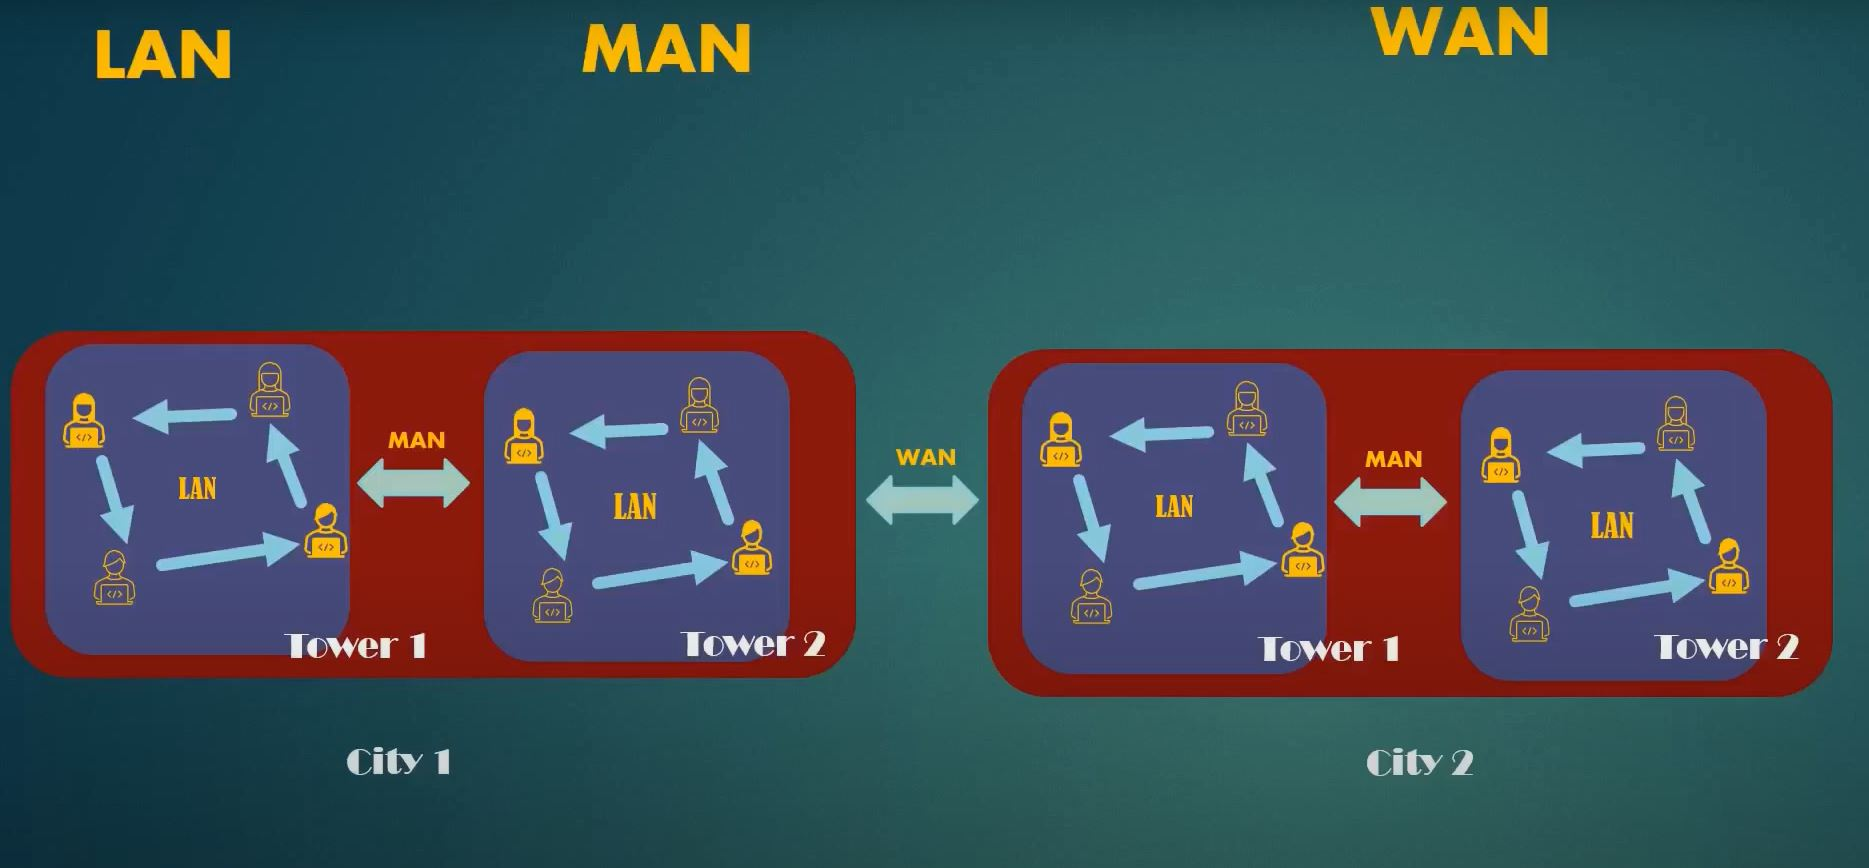 LAN
MAN
WAN
LAN
Tower 1
MAN
LAN
Tower 2
City 1
WAN
LAN
Tower 1
MAN
LAN
Tower 2
City 2